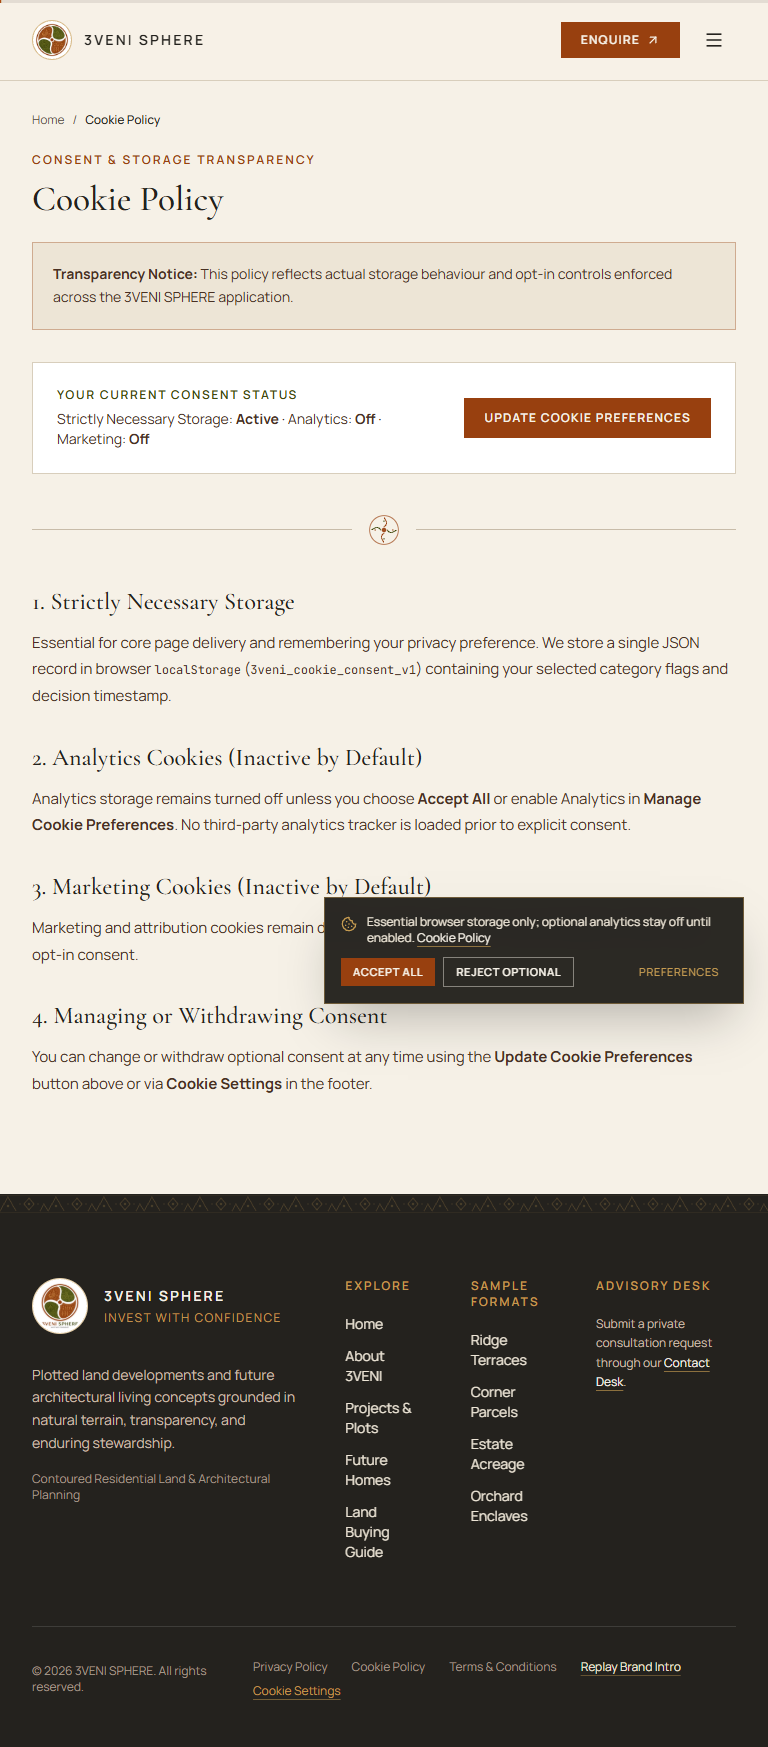 3VENI SPHERE
ENQUIRE
Home / Cookie Policy
CONSENT & STORAGE TRANSPARENCY
Cookie Policy
Transparency Notice: This policy reflects actual storage behaviour and opt-in controls enforced
across the 3VENI SPHERE application.
YOUR CURRENT CONSENT STATUS
Strictly Necessary Storage: Active · Analytics: Off ·
Marketing: Off
UPDATE COOKIE PREFERENCES
1. Strictly Necessary Storage
Essential for core page delivery and remembering your privacy preference. We store a single JSON
record in browser localStorage (3veni_cookie_consent_v1) containing your selected category flags and
decision timestamp.
2. Analytics Cookies (Inactive by Default)
Analytics storage remains turned off unless you choose Accept All or enable Analytics in Manage
Cookie Preferences. No third-party analytics tracker is loaded prior to explicit consent.
3. Marketing Cookies (Inactive by Default)
Marketing and attribution cookies remain
opt-in consent.
Essential browser storage only; optional analytics stay off until
enabled. Cookie Policy
ACCEPT ALL
REJECT OPTIONAL
PREFERENCES
4. Managing or Withdrawing Consent
You can change or withdraw optional consent at any time using the Update Cookie Preferences
button above or via Cookie Settings in the footer.
3VENI SPHERE
INVEST WITH CONFIDENCE
Plotted land developments and future
architectural living concepts grounded in
natural terrain, transparency, and
enduring stewardship.
Contoured Residential Land & Architectural
Planning
EXPLORE
Home
About
3VENI
Projects &
Plots
Future
Homes
Land
Buying
Guide
SAMPLE
FORMATS
Ridge
Terraces
Corner
Parcels
Estate
Acreage
Orchard
Enclaves
ADVISORY DESK
Submit a private
consultation request
through our Contact
Desk.
© 2026 3VENI SPHERE. All rights
reserved.
Privacy Policy
Cookie Policy
Terms & Conditions
Replay Brand Intro
Cookie Settings